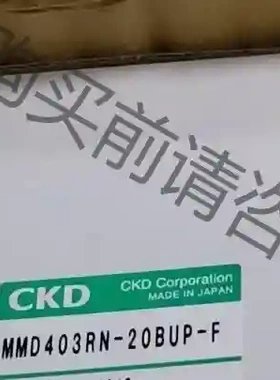 购买前请咨
CKD
CKD Corporation
MADE IN JAPAN
MMD403RN-20BUP-F